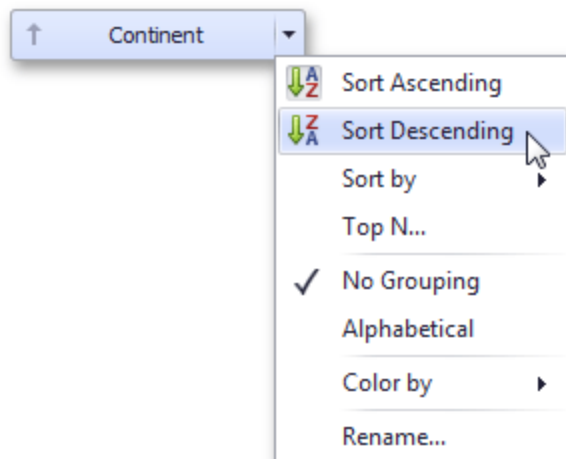 Continent
Sort Ascending
Sort Descending
Sort by
Top N...
No Grouping
Alphabetical
Color by
Rename...